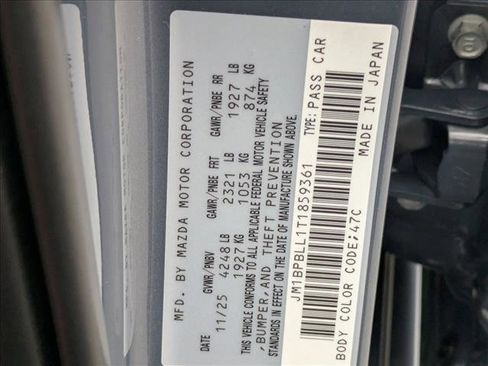 MFD. BY MAZDA MOTOR CORPORATION
GVWR/PNBV GAWR/PNBE FRT GAWR/PNBE RR
11/25 4248 LB 2321 LB 1927 LB
1927 KG 1053 KG 874 KG
THIS VEHICLE CONFORMS TO ALL APPLICABLE FEDERAL MOTOR VEHICLE SAFETY
,BUMPER,AND THEFT PREVENTION
STANDARDS IN EFFECT ON THE DATE OF MANUFACTURE SHOWN ABOVE.
JM1BPBLL1T1859361 TYPE: PASS CAR
BODY COLOR CODE/47C MADE IN JAPAN